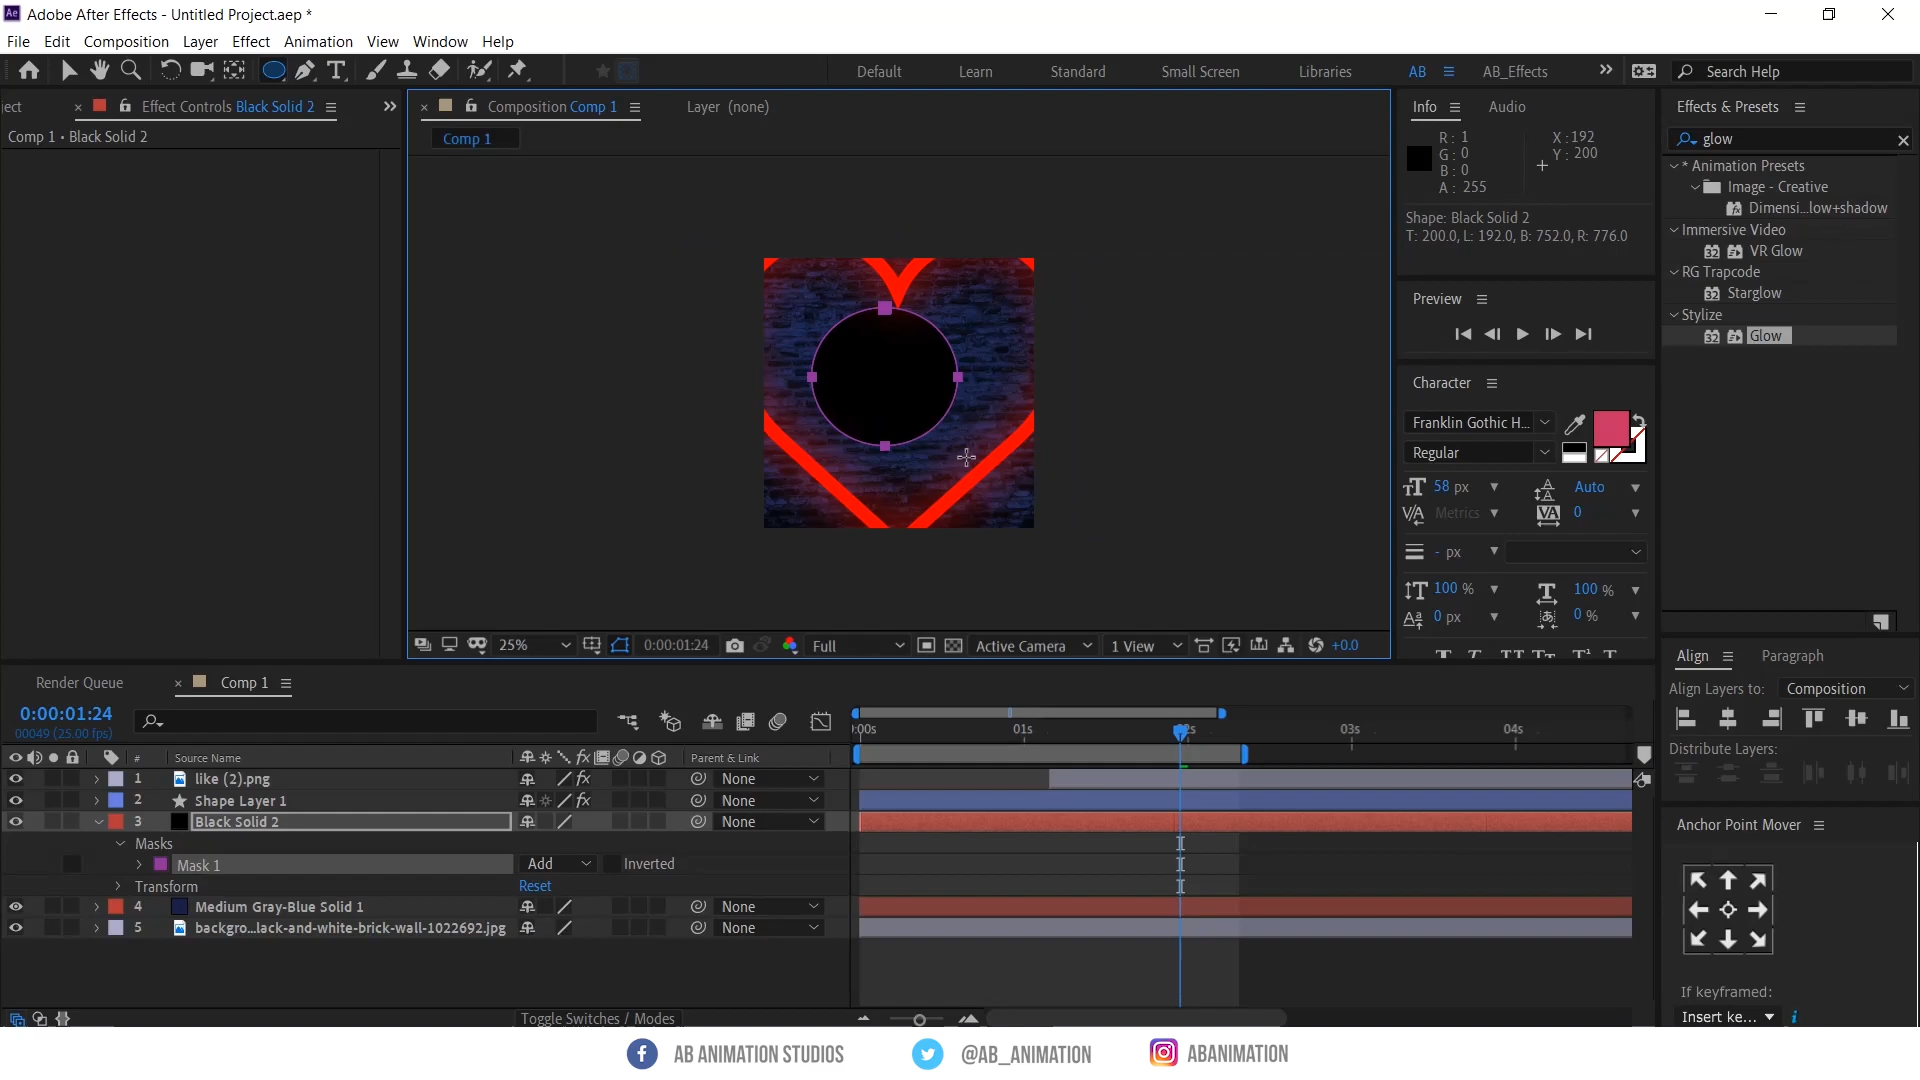 Ae Adobe After Effects - Untitled Project.aep *
File Edit Composition Layer Effect Animation View Window Help
Default Learn Standard Small Screen Libraries AB AB_Effects Search Help
ject Effect Controls Black Solid 2 Composition Comp 1 Layer (none) Info Audio Effects & Presets
Comp 1 • Black Solid 2
Comp 1
R : 1 X : 192
G : 0 Y : 200
B : 0
A : 255
Shape: Black Solid 2
T: 200.0, L: 192.0, B: 752.0, R: 776.0
glow
* Animation Presets
Image - Creative
Dimensi...low+shadow
Immersive Video
VR Glow
RG Trapcode
Starglow
Stylize
Glow
Preview
Character
Franklin Gothic H...
Regular
58 px Auto
Metrics 0
- px
100 % 100 %
0 px 0 %
25% 0:00:01:24 Full Active Camera 1 View +0.0
Align Paragraph
Align Layers to: Composition
Distribute Layers:
Anchor Point Mover
If keyframed:
Insert ke...
Render Queue Comp 1
0:00:01:24
00049 (25.00 fps)
:00s 01s 02s 03s 04s
# Source Name Parent & Link
1 like (2).png None
2 Shape Layer 1 None
3 Black Solid 2 None
Masks
Mask 1 Add Inverted
Transform Reset
4 Medium Gray-Blue Solid 1 None
5 backgro...lack-and-white-brick-wall-1022692.jpg None
Toggle Switches / Modes
AB ANIMATION STUDIOS @AB_ANIMATION ABANIMATION